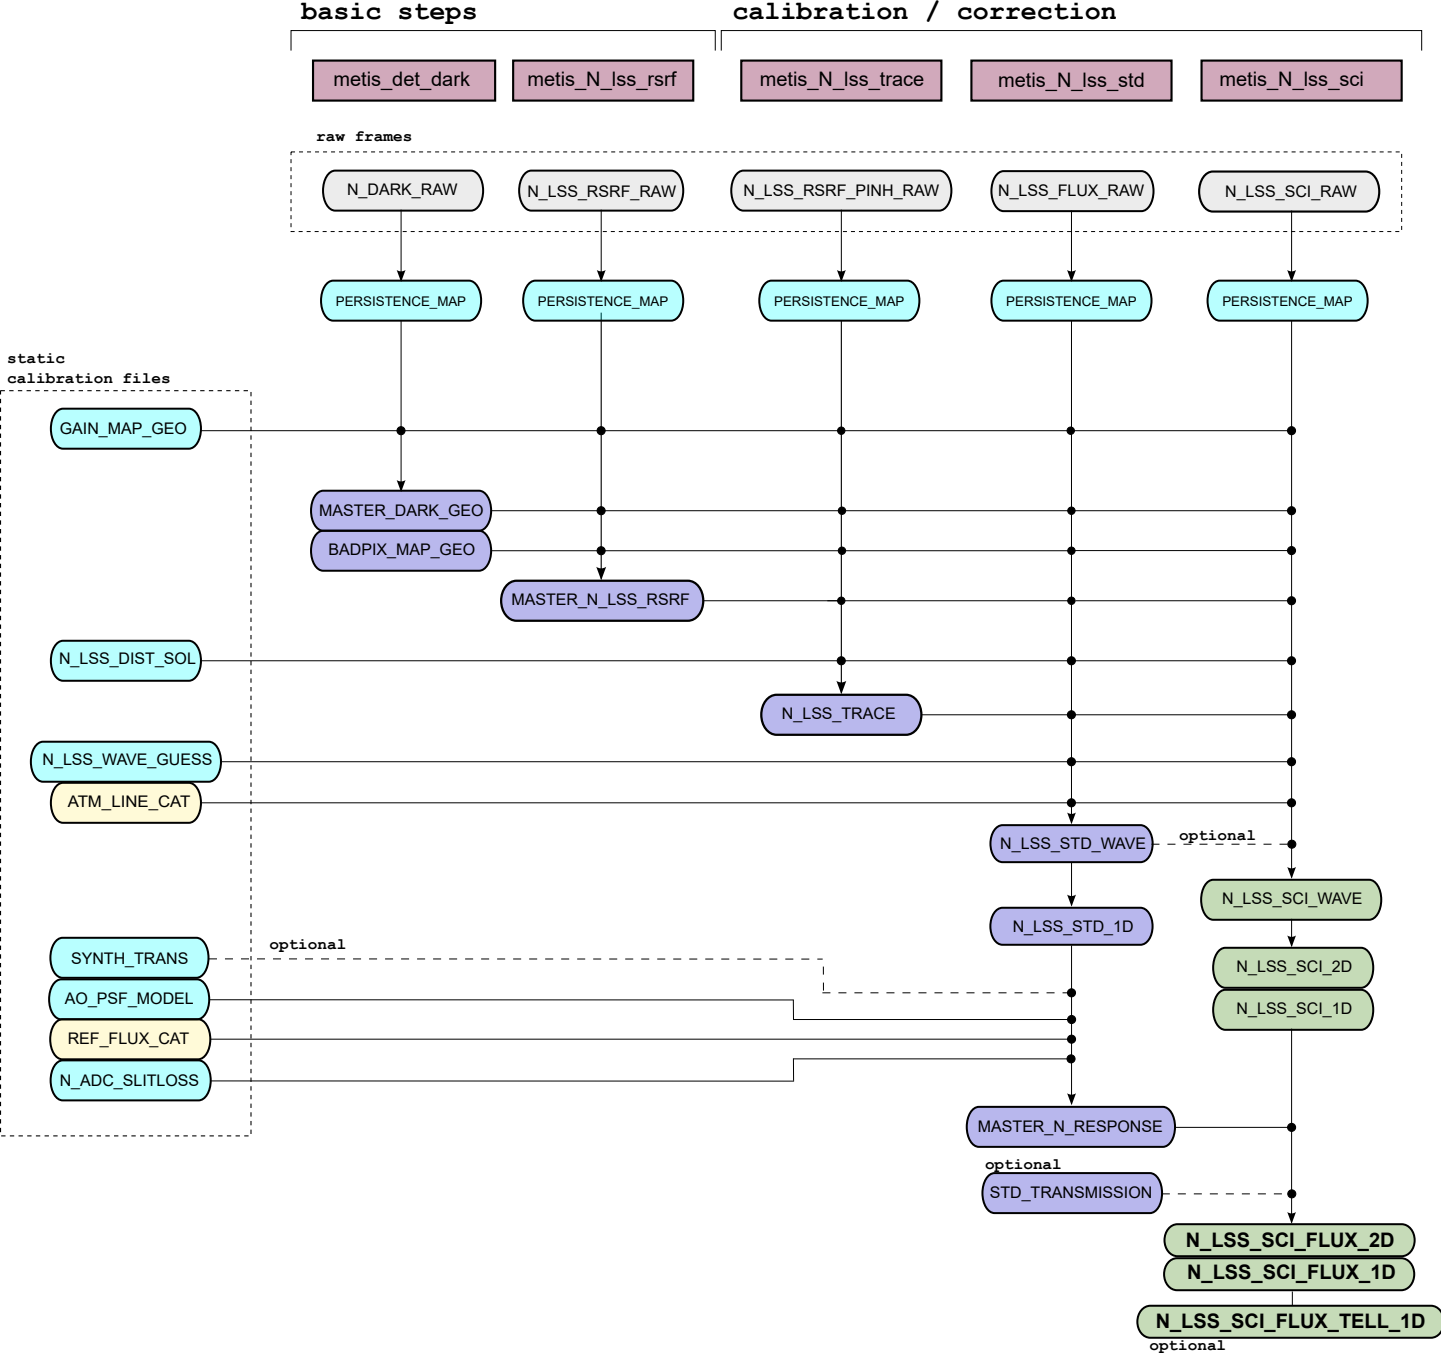 basic steps
calibration / correction
metis_det_dark
metis_N_lss_rsrf
metis_N_lss_trace
metis_N_lss_std
metis_N_lss_sci
raw frames
N_DARK_RAW
N_LSS_RSRF_RAW
N_LSS_RSRF_PINH_RAW
N_LSS_FLUX_RAW
N_LSS_SCI_RAW
PERSISTENCE_MAP
PERSISTENCE_MAP
PERSISTENCE_MAP
PERSISTENCE_MAP
PERSISTENCE_MAP
static
calibration files
GAIN_MAP_GEO
MASTER_DARK_GEO
BADPIX_MAP_GEO
MASTER_N_LSS_RSRF
N_LSS_DIST_SOL
N_LSS_TRACE
N_LSS_WAVE_GUESS
ATM_LINE_CAT
N_LSS_STD_WAVE
optional
N_LSS_SCI_WAVE
N_LSS_STD_1D
optional
SYNTH_TRANS
N_LSS_SCI_2D
AO_PSF_MODEL
N_LSS_SCI_1D
REF_FLUX_CAT
N_ADC_SLITLOSS
MASTER_N_RESPONSE
optional
STD_TRANSMISSION
N_LSS_SCI_FLUX_2D
N_LSS_SCI_FLUX_1D
N_LSS_SCI_FLUX_TELL_1D
optional